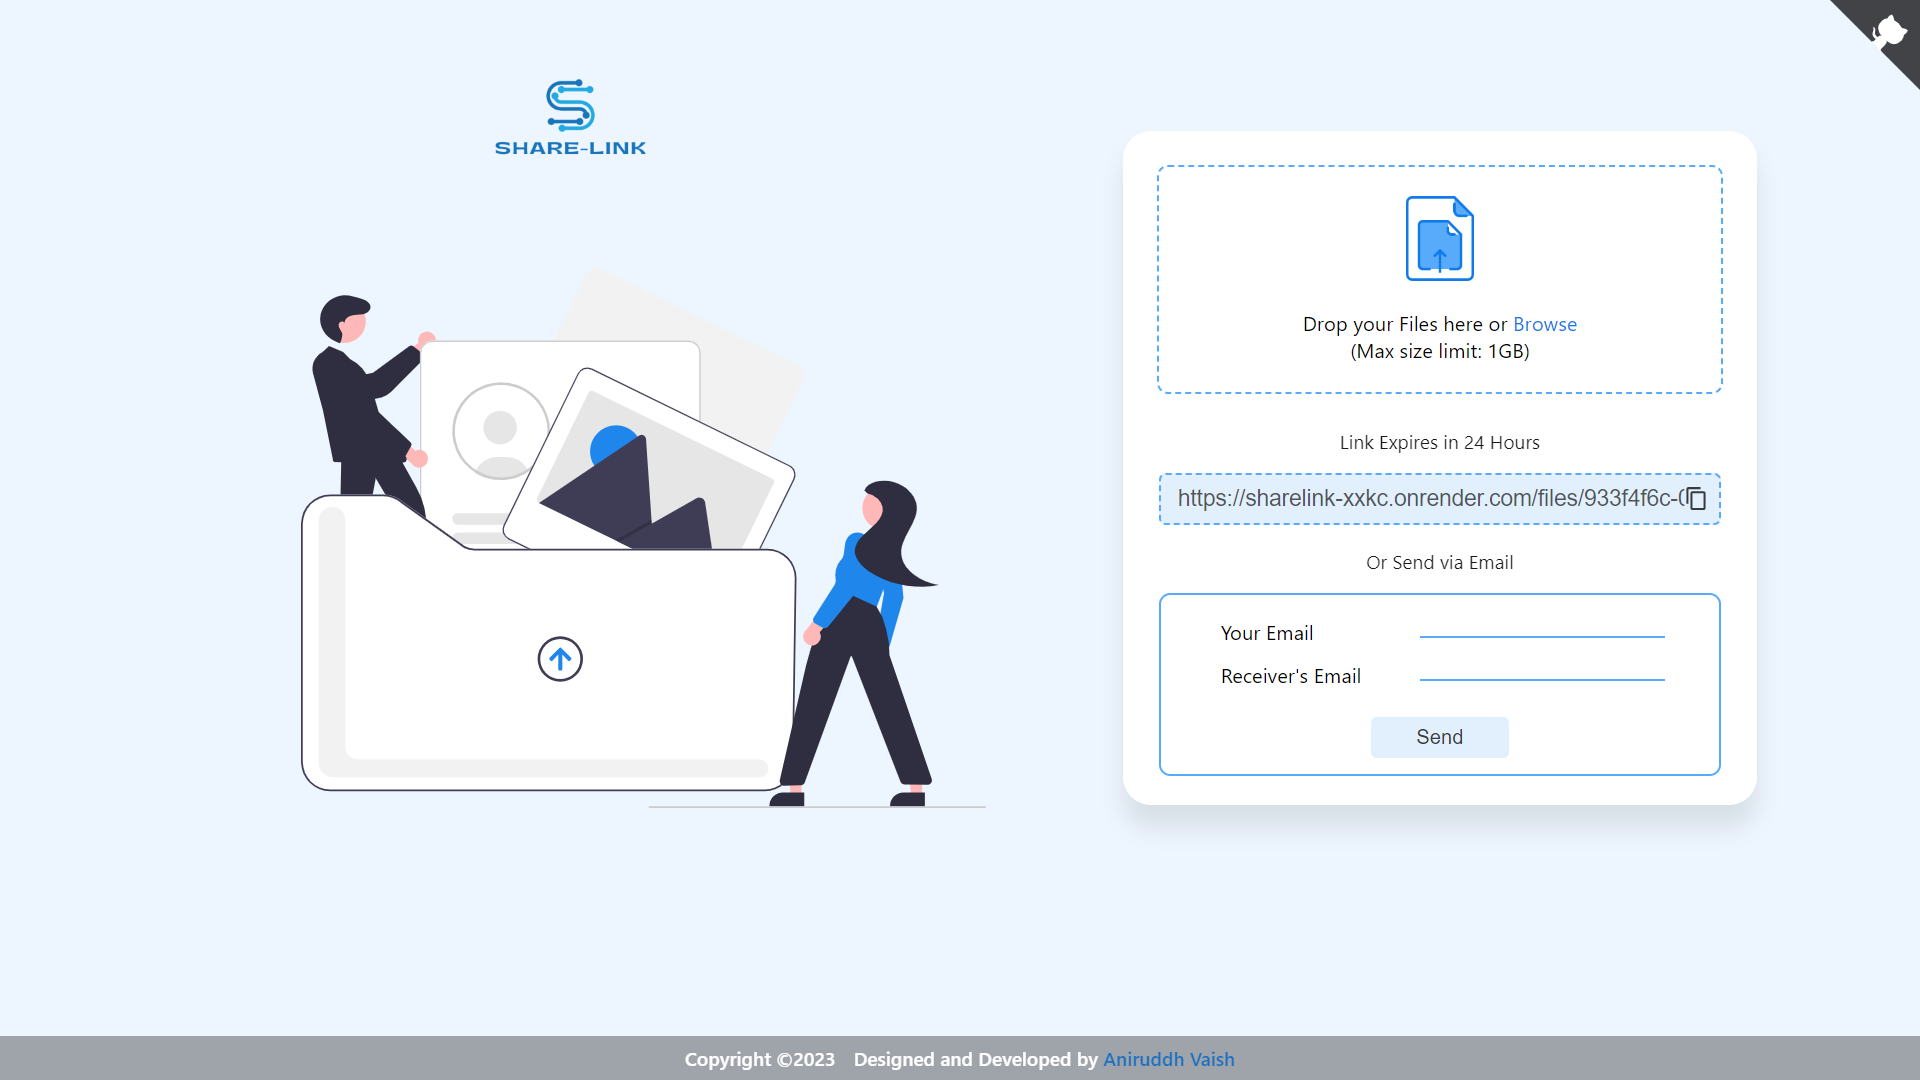 SHARE-LINK
Drop your Files here or Browse
(Max size limit: 1GB)
Link Expires in 24 Hours
https://sharelink-xxkc.onrender.com/files/933f4f6c-
Or Send via Email
Your Email
Receiver's Email
Send
Copyright ©2023 Designed and Developed by Aniruddh Vaish